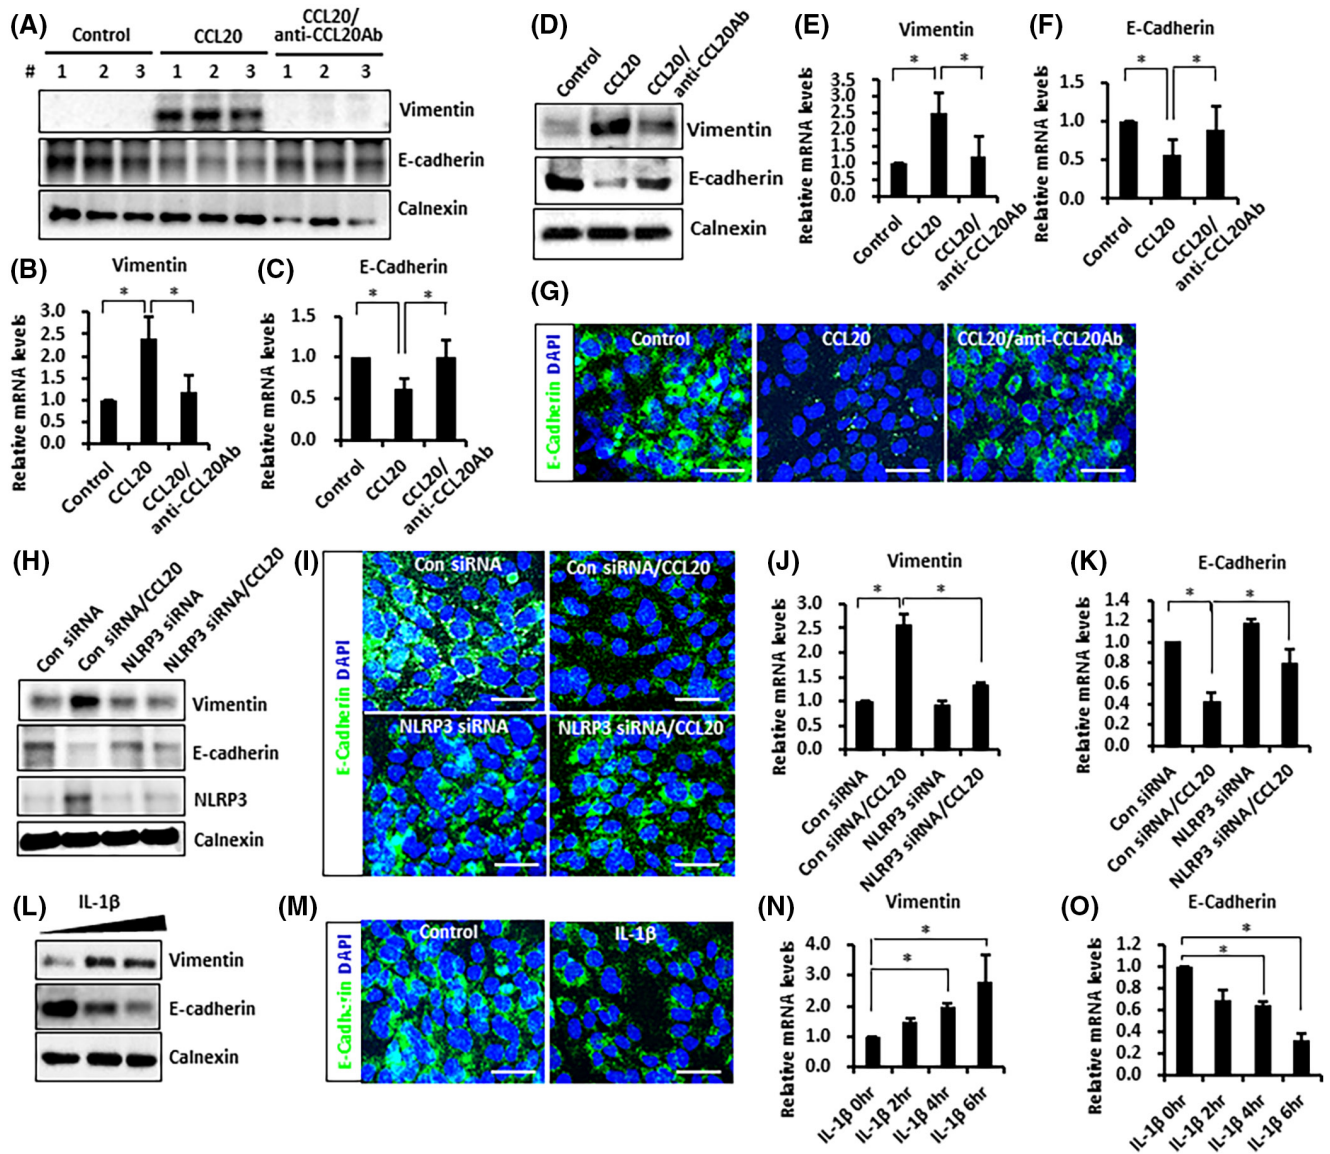 (A)
Control
CCL20
CCL20/
anti-CCL20Ab
# 1 2 3 1 2 3 1 2 3
Vimentin
E-cadherin
Calnexin
(B)
Vimentin
Relative mRNA levels
3.0
2.5
2.0
1.5
1.0
0.5
0.0
* *
Control
CCL20
CCL20/
anti-CCL20Ab
(C)
E-Cadherin
Relative mRNA levels
1.5
1.0
0.5
0.0
* *
Control
CCL20
CCL20/
anti-CCL20Ab
(D)
Control
CCL20
CCL20/
anti-CCL20Ab
Vimentin
E-cadherin
Calnexin
(E)
Vimentin
Relative mRNA levels
3.5
3.0
2.5
2.0
1.5
1.0
0.5
0.0
* *
Control
CCL20
CCL20/
anti-CCL20Ab
(F)
E-Cadherin
Relative mRNA levels
1.5
1.0
0.5
0.0
* *
Control
CCL20
CCL20/
anti-CCL20Ab
(G)
E-Cadherin DAPI
Control
CCL20
CCL20/anti-CCL20Ab
(H)
Con siRNA
Con siRNA/CCL20
NLRP3 siRNA
NLRP3 siRNA/CCL20
Vimentin
E-cadherin
NLRP3
Calnexin
(I)
E-Cadherin DAPI
Con siRNA
Con siRNA/CCL20
NLRP3 siRNA
NLRP3 siRNA/CCL20
(J)
Vimentin
Relative mRNA levels
3.0
2.5
2.0
1.5
1.0
0.5
0.0
* *
Con siRNA
Con siRNA/CCL20
NLRP3 siRNA
NLRP3 siRNA/CCL20
(K)
E-Cadherin
Relative mRNA levels
1.4
1.2
1.0
0.8
0.6
0.4
0.2
0.0
* *
Con siRNA
Con siRNA/CCL20
NLRP3 siRNA
NLRP3 siRNA/CCL20
(L)
IL-1β
Vimentin
E-cadherin
Calnexin
(M)
E-Cadherin DAPI
Control
IL-1β
(N)
Vimentin
Relative mRNA levels
4.0
3.0
2.0
1.0
0.0
*
*
IL-1β 0hr
IL-1β 2hr
IL-1β 4hr
IL-1β 6hr
(O)
E-Cadherin
Relative mRNA levels
1.2
1.0
0.8
0.6
0.4
0.2
0.0
*
*
IL-1β 0hr
IL-1β 2hr
IL-1β 4hr
IL-1β 6hr